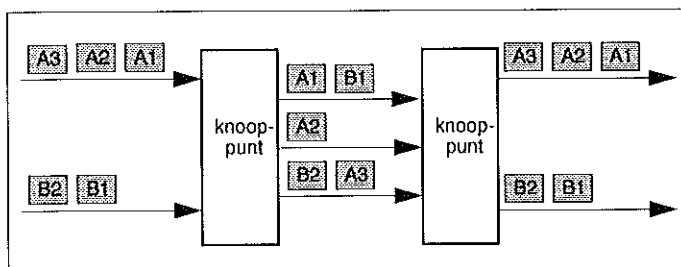 A3 A2 A1
A1 B1
A3 A2 A1
knoop-
punt
A2
knoop-
punt
B2 B1
B2 A3
B2 B1